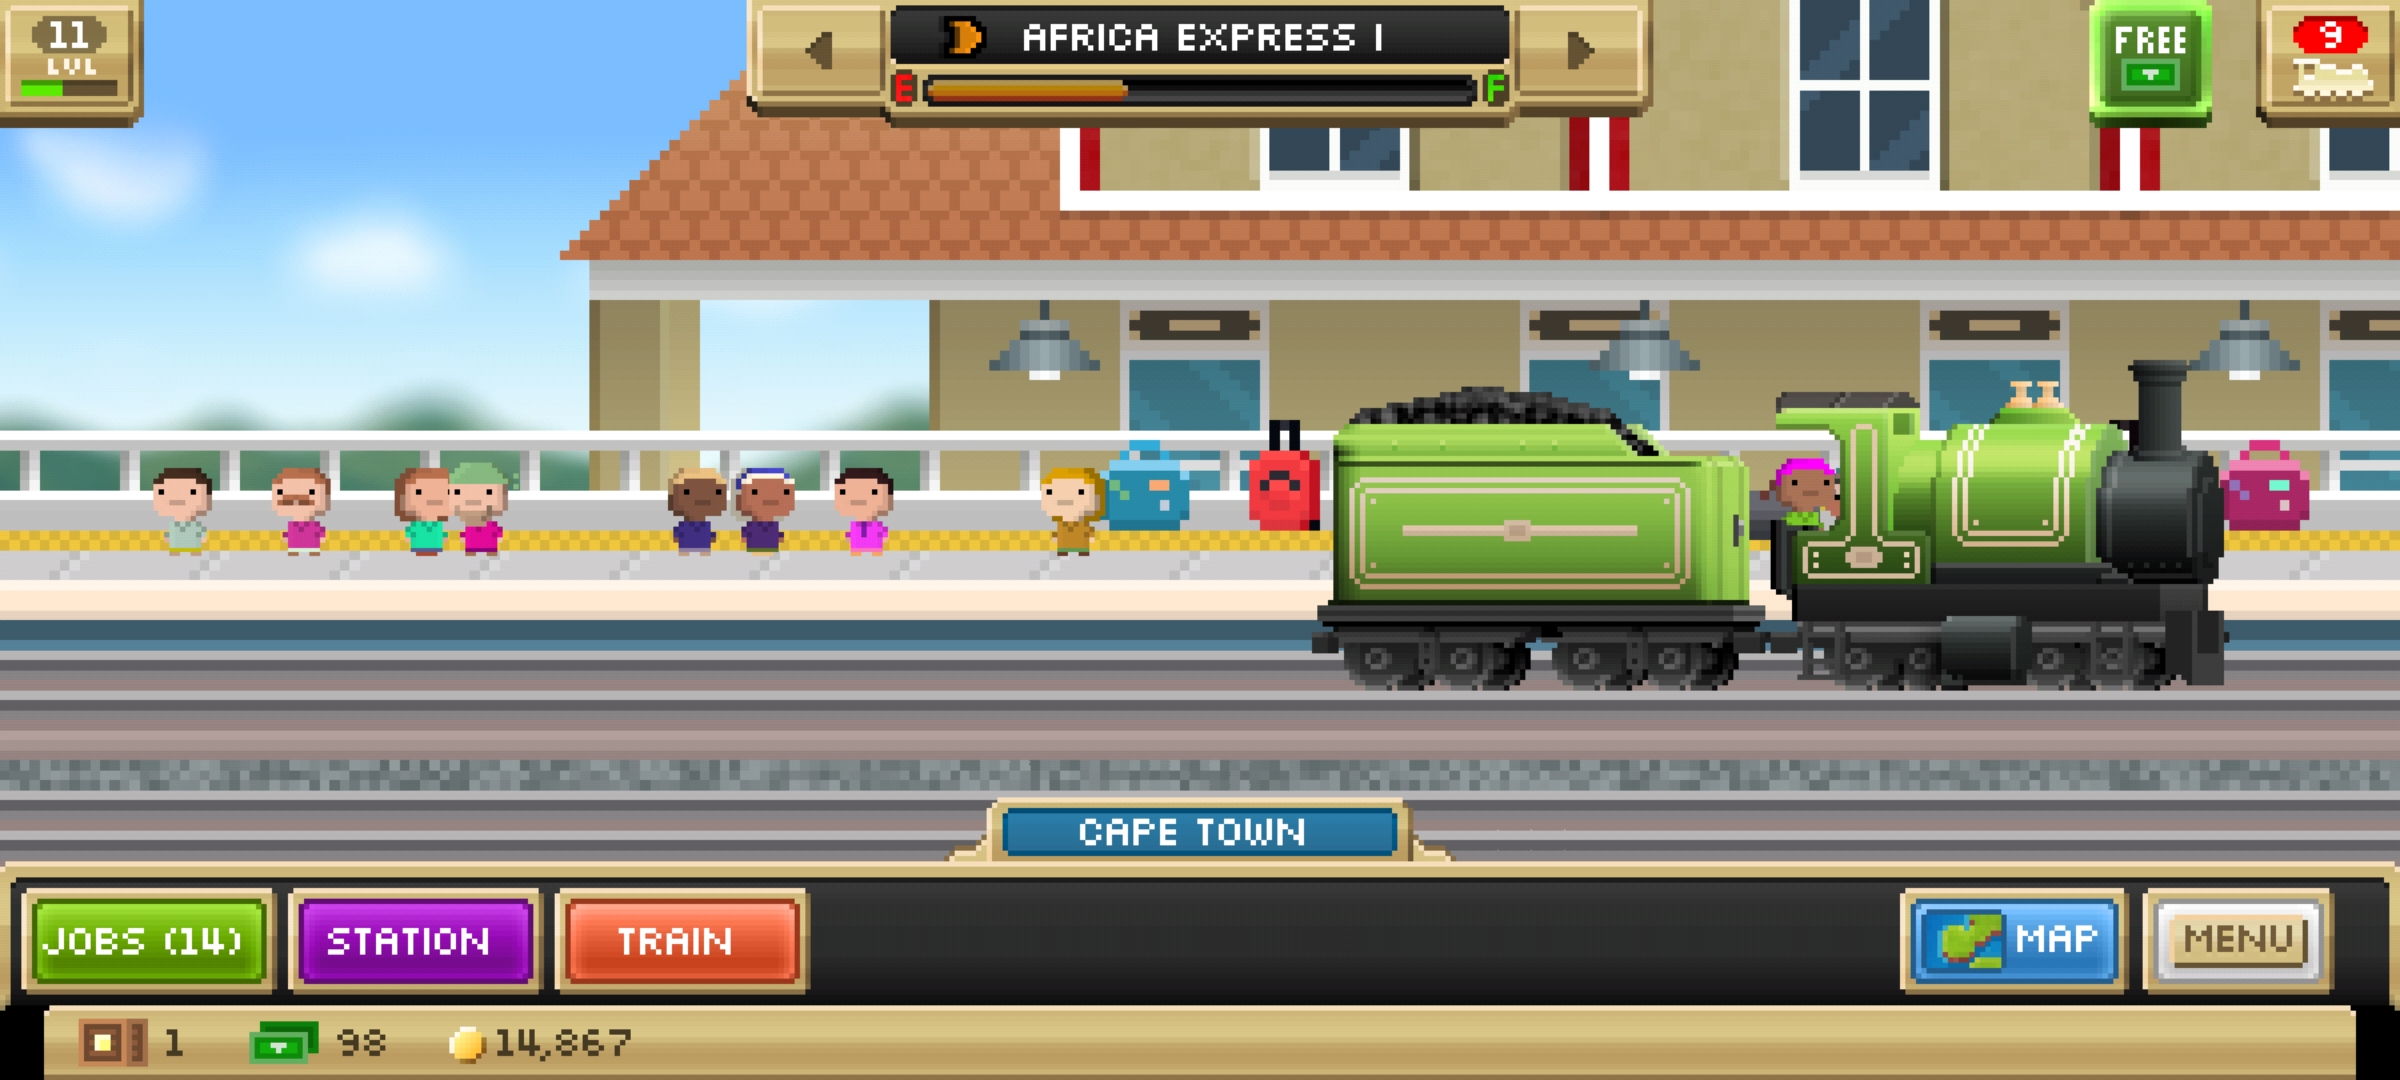 11
LVL
AFRICA EXPRESS I
E
F
FREE
9
CAPE TOWN
JOBS (14)
STATION
TRAIN
MAP
MENU
1
98
14,867